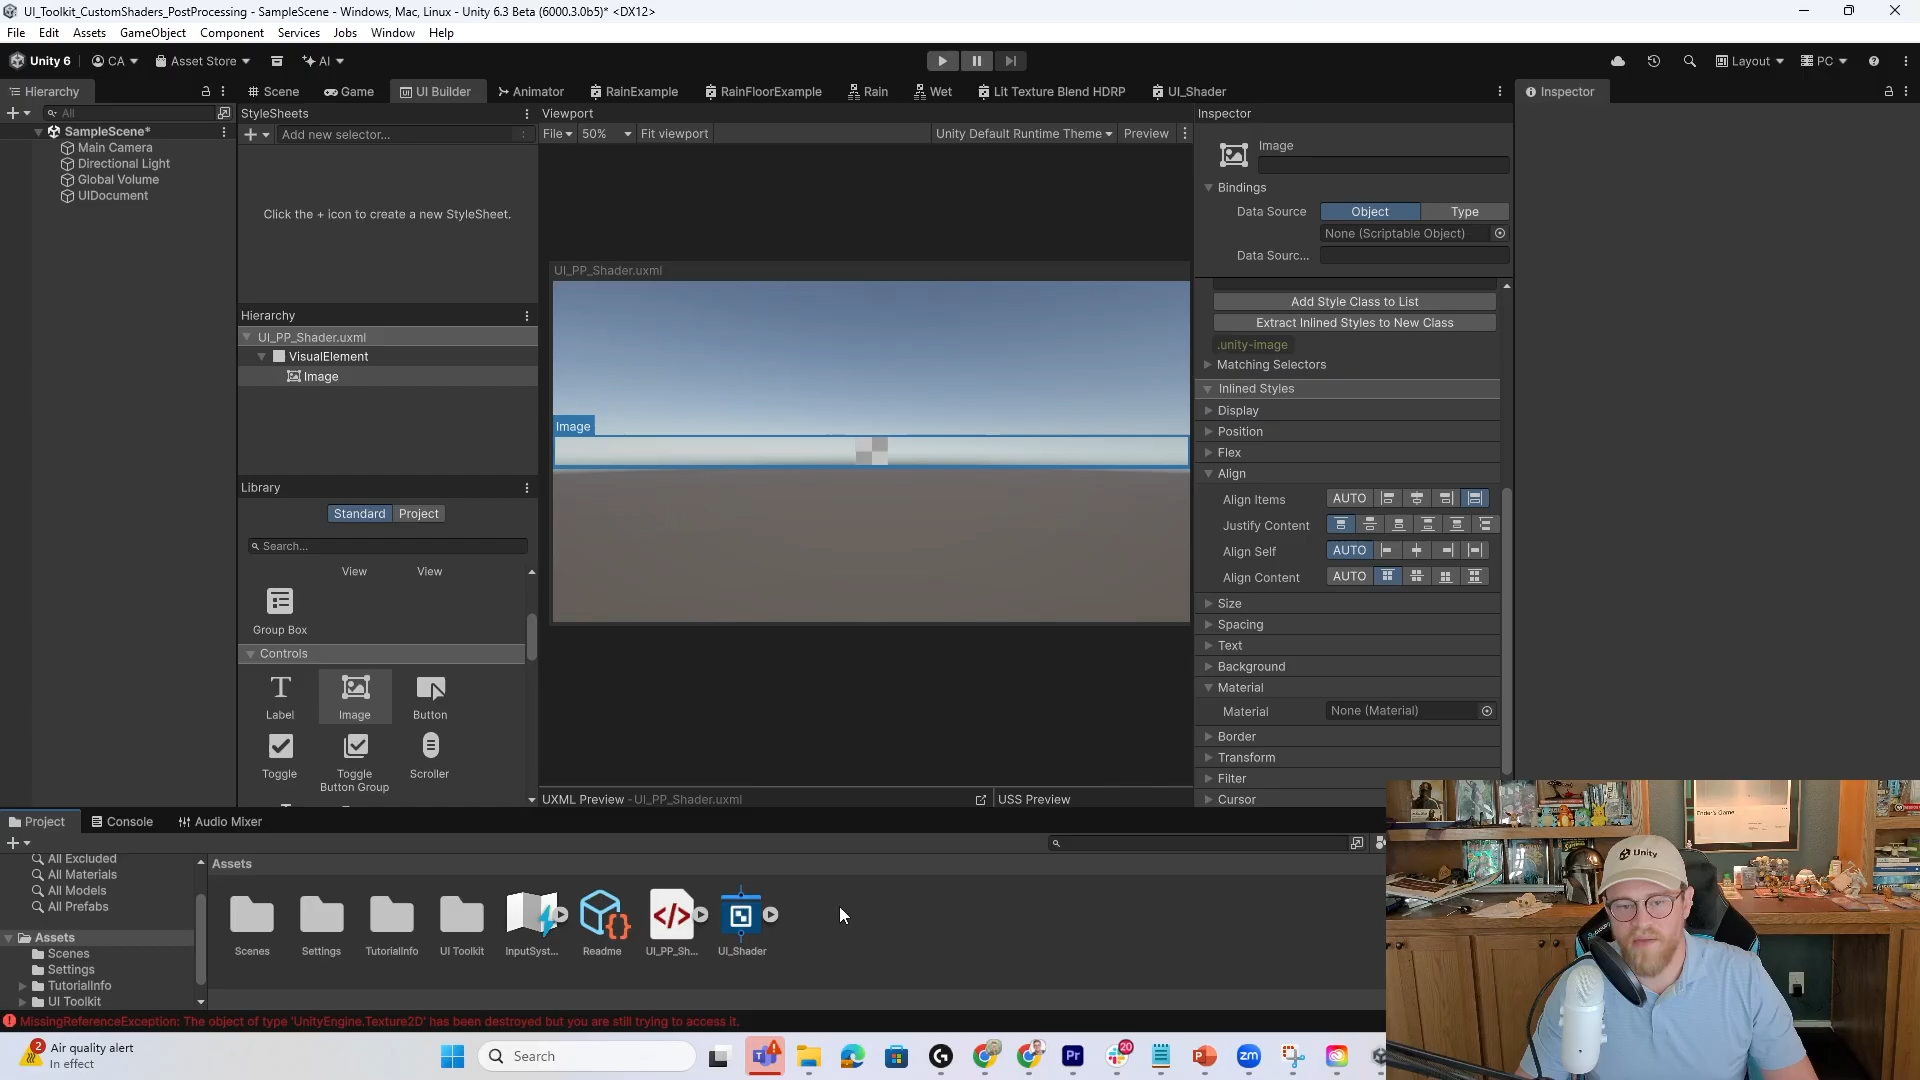 UI_Toolkit_CustomShaders_PostProcessing - SampleScene - Windows, Mac, Linux - Unity 6.3 Beta (6000.3.0b5)* <DX12>
File Edit Assets GameObject Component Services Jobs Window Help
Unity 6 CA Asset Store AI Layout PC
Hierarchy Scene Game UI Builder Animator RainExample RainFloorExample Rain Wet Lit Texture Blend HDRP UI_Shader Inspector
All
SampleScene*
Main Camera
Directional Light
Global Volume
UIDocument
StyleSheets
Add new selector...
Click the + icon to create a new StyleSheet.
Hierarchy
UI_PP_Shader.uxml
VisualElement
Image
Library
Standard Project
Search...
View View
Group Box
Controls
Label Image Button
Toggle Toggle Button Group Scroller
Viewport
File 50% Fit viewport Unity Default Runtime Theme Preview
UI_PP_Shader.uxml
Image
UXML Preview - UI_PP_Shader.uxml USS Preview
Inspector
Image
Bindings
Data Source Object Type
None (Scriptable Object)
Data Sourc...
Add Style Class to List
Extract Inlined Styles to New Class
.unity-image
Matching Selectors
Inlined Styles
Display
Position
Flex
Align
Align Items AUTO
Justify Content
Align Self AUTO
Align Content AUTO
Size
Spacing
Text
Background
Material
Material None (Material)
Border
Transform
Filter
Cursor
Project Console Audio Mixer
All Excluded
All Materials
All Models
All Prefabs
Assets
Scenes
Settings
TutorialInfo
UI Toolkit
Assets
Scenes Settings TutorialInfo UI Toolkit InputSyst... Readme UI_PP_Sh... UI_Shader
MissingReferenceException: The object of type 'UnityEngine.Texture2D' has been destroyed but you are still trying to access it.
2 Air quality alert
In effect
Search
20
Pr
zm
Ender's Game
Unity